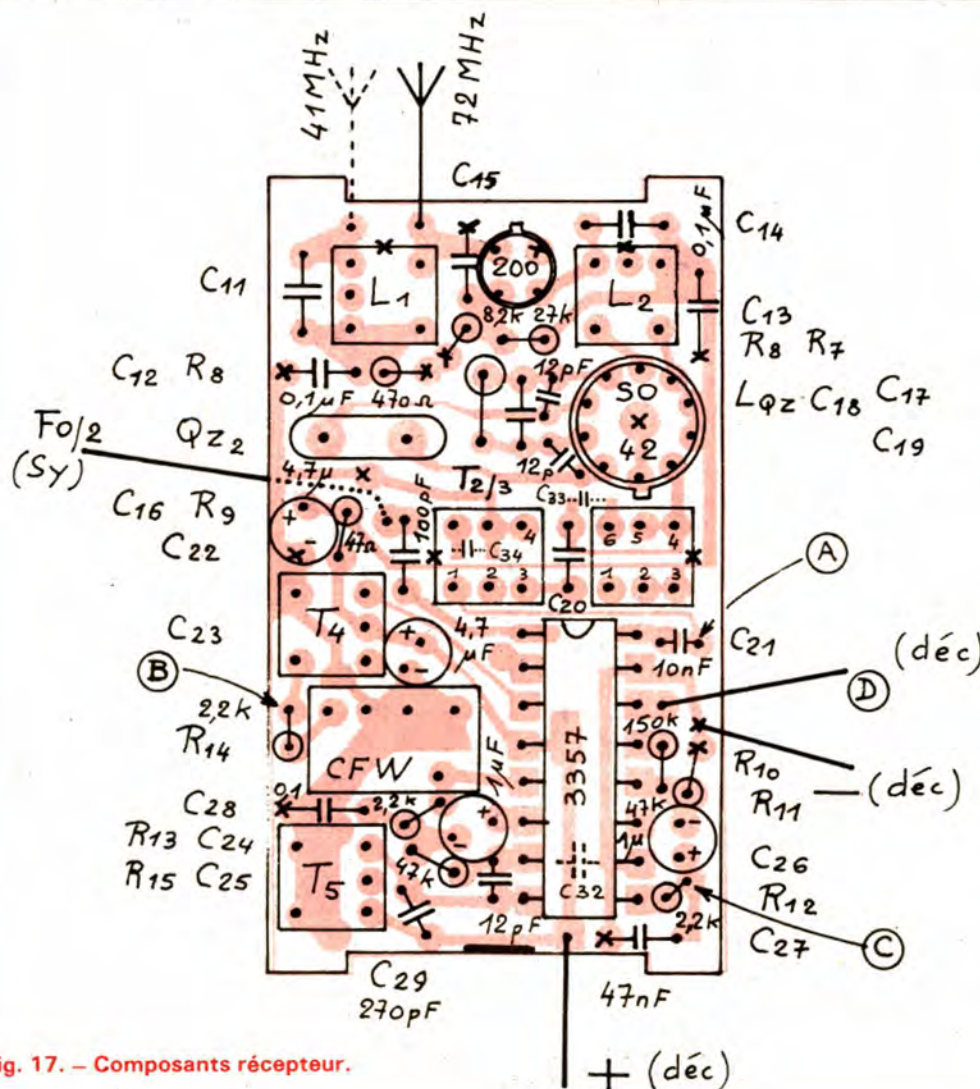 41 MHz
72 MHz
C15
C14
0,1µF
200
L1
L2
C11
8,2k 27k
C13
R8 R7
C12 R8
12pF
SO
42
LQz C18 C17
C19
0,1µF 470Ω
Fo/2
(Sy)
Qz2
12p
T2/3
4,7µ
+
-
C33
C16 R9
100pF
4
6 5 4
C22
47Ω
C34
A
1 2 3
1 2 3
C20
T4
C23
+
-
4,7
µF
C21
10nF
(déc)
D
B
2,2k
R14
150k
3357
CFW
1µF
R10
- (déc)
R11
0,1
C28
2,2k
47k
-
+
R13 C24
+
-
1µ
C26
R15 C25
T5
47k
C32
R12
2,2k
C27
C
12pF
C29
270pF
47nF
ig. 17. – Composants récepteur.
+ (déc)